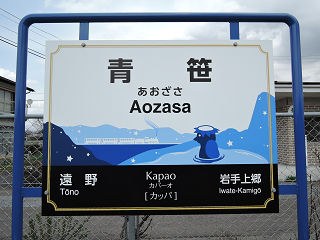 青笹
あおざさ
Aozasa
遠野
Tōno
Kapao
カパーオ
[カッパ]
岩手上郷
Iwate-Kamigō